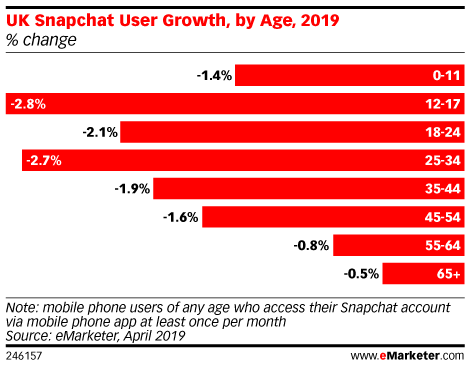 UK Snapchat User Growth, by Age, 2019
% change
-1.4% 0-11
-2.8% 12-17
-2.1% 18-24
-2.7% 25-34
-1.9% 35-44
-1.6% 45-54
-0.8% 55-64
-0.5% 65+
Note: mobile phone users of any age who access their Snapchat account
via mobile phone app at least once per month
Source: eMarketer, April 2019
246157 www.eMarketer.com